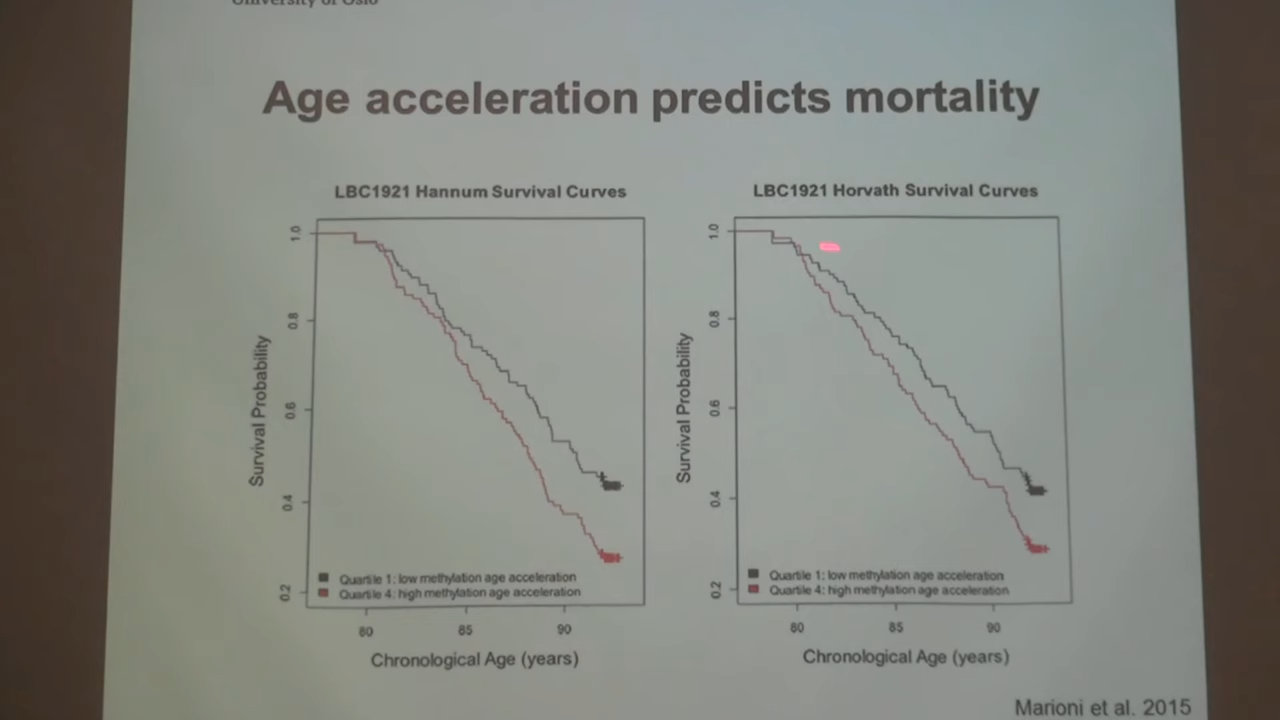 University of Oslo
Age acceleration predicts mortality
LBC1921 Hannum Survival Curves
1.0
0.8
0.6
0.4
0.2
Survival Probability
80
85
90
Chronological Age (years)
Quartile 1: low methylation age acceleration
Quartile 4: high methylation age acceleration
LBC1921 Horvath Survival Curves
1.0
0.8
0.6
0.4
0.2
Survival Probability
80
85
90
Chronological Age (years)
Quartile 1: low methylation age acceleration
Quartile 4: high methylation age acceleration
Marioni et al. 2015